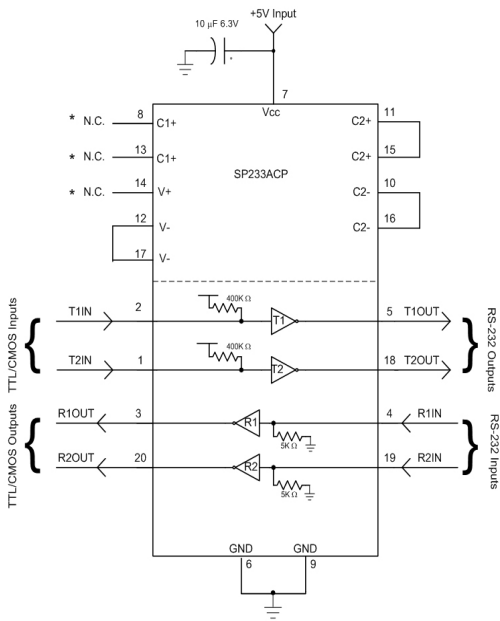 +5V Input
10 µF 6.3V
+
7
Vcc
* N.C. 8 C1+
* N.C. 13 C1+
* N.C. 14 V+
12 V-
17 V-
C2+ 11
C2+ 15
C2- 10
C2- 16
SP233ACP
TTL/CMOS Inputs
T1IN 2 400K Ω T1 5 T1OUT
T2IN 1 400K Ω T2 18 T2OUT
RS-232 Outputs
TTL/CMOS Outputs
R1OUT 3 R1 5K Ω 4 R1IN
R2OUT 20 R2 5K Ω 19 R2IN
RS-232 Inputs
GND GND
6 9